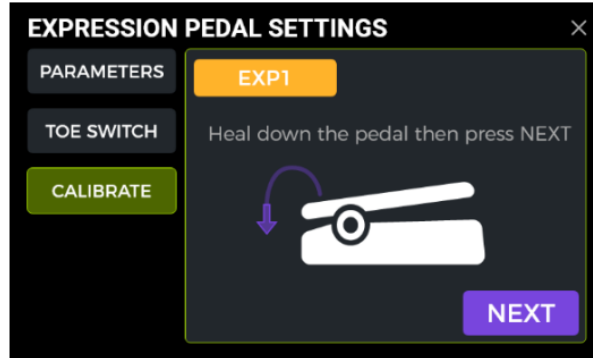 EXPRESSION PEDAL SETTINGS
PARAMETERS
EXP1
TOE SWITCH
Heal down the pedal then press NEXT
CALIBRATE
NEXT